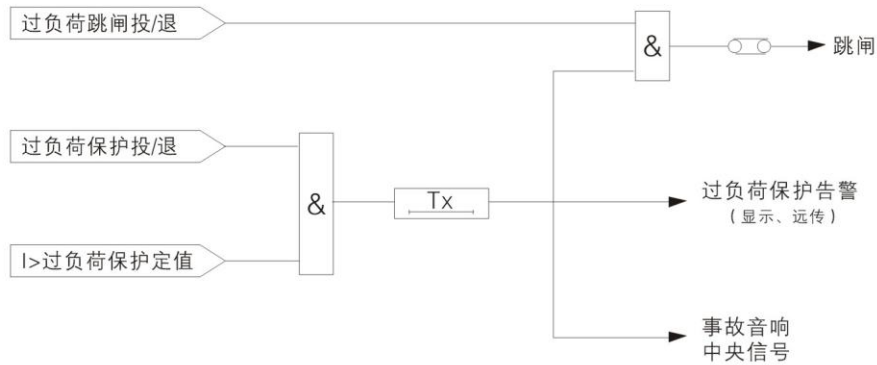 过负荷跳闸投/退
&
跳闸
过负荷保护投/退
&
Tx
过负荷保护告警
(显示、远传)
I>过负荷保护定值
事故音响
中央信号